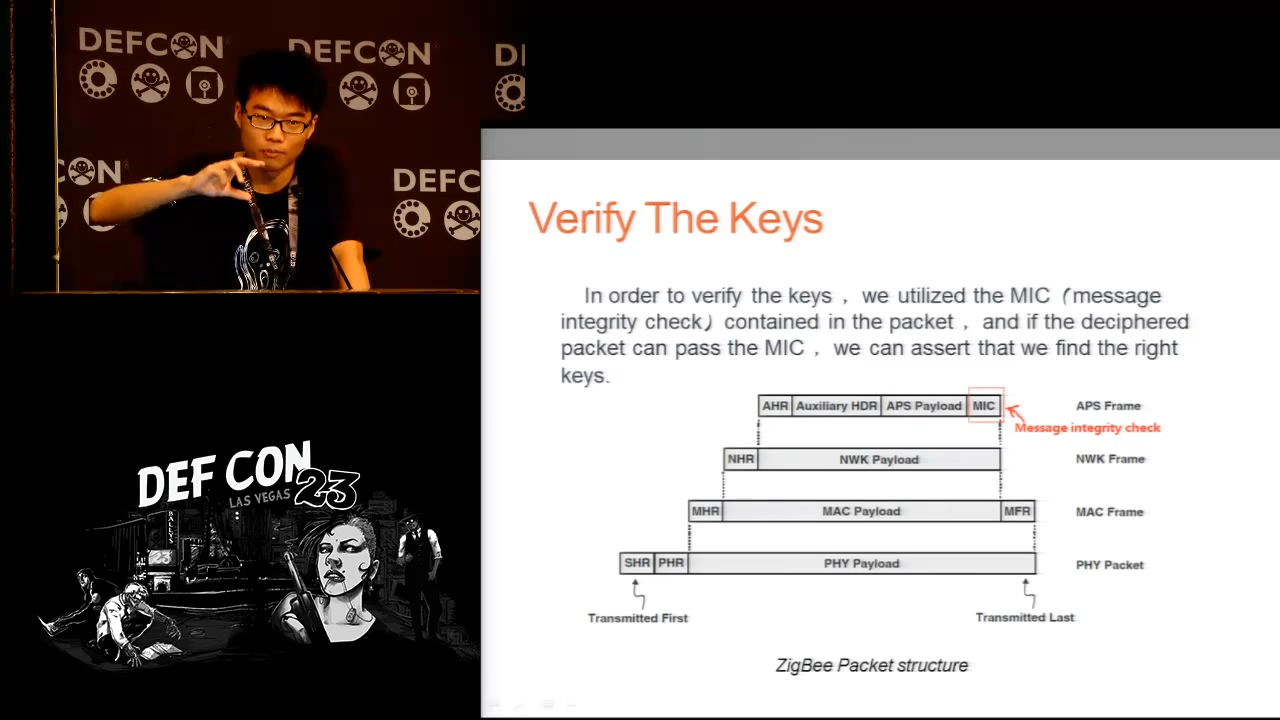 DEFCON
DEFCON
DE
DEFC
CON
Verify The Keys
In order to verify the keys， we utilized the MIC（message
integrity check）contained in the packet， and if the deciphered
packet can pass the MIC， we can assert that we find the right
keys.
AHR Auxiliary HDR APS Payload MIC APS Frame
Message integrity check
NHR NWK Payload NWK Frame
MHR MAC Payload MFR MAC Frame
SHR PHR PHY Payload PHY Packet
Transmitted First Transmitted Last
ZigBee Packet structure
DEF CON
LAS VEGAS 23
BALLYS